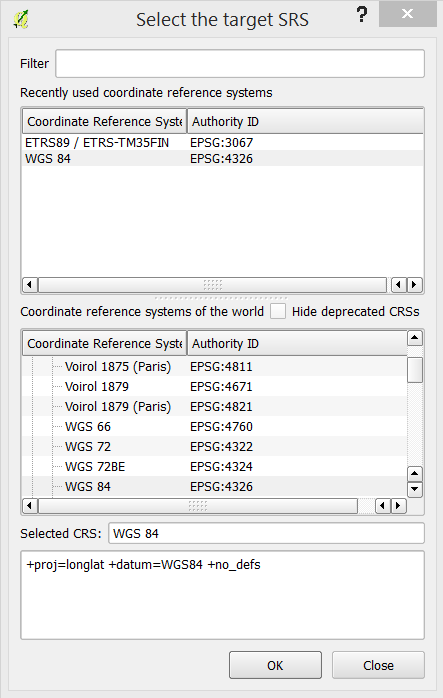 Select the target SRS
Filter
Recently used coordinate reference systems
Coordinate Reference Syste Authority ID
ETRS89 / ETRS-TM35FIN EPSG:3067
WGS 84 EPSG:4326
Coordinate reference systems of the world Hide deprecated CRSs
Coordinate Reference Syste Authority ID
Voirol 1875 (Paris) EPSG:4811
Voirol 1879 EPSG:4671
Voirol 1879 (Paris) EPSG:4821
WGS 66 EPSG:4760
WGS 72 EPSG:4322
WGS 72BE EPSG:4324
WGS 84 EPSG:4326
Selected CRS: WGS 84
+proj=longlat +datum=WGS84 +no_defs
OK Close